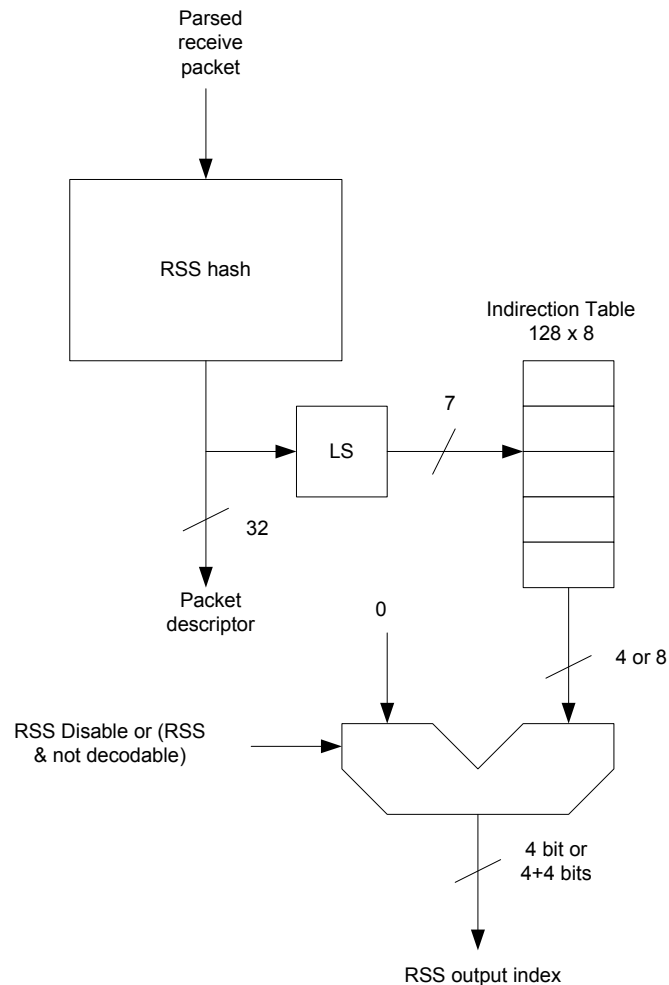 Parsed
receive
packet
RSS hash
Indirection Table
128 x 8
7
LS
32
Packet
descriptor
0
4 or 8
RSS Disable or (RSS
& not decodable)
4 bit or
4+4 bits
RSS output index